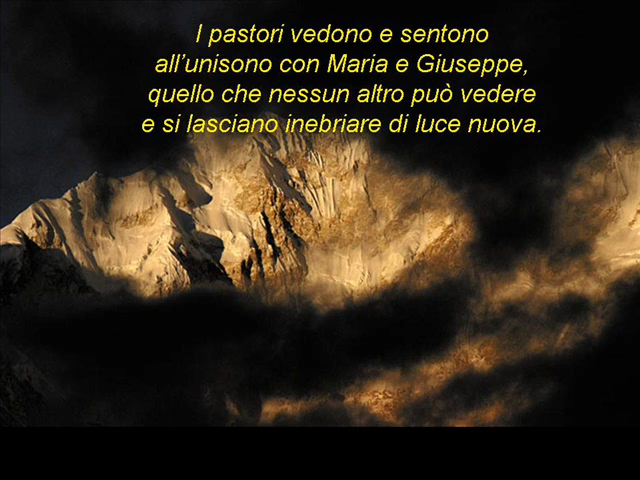 I pastori vedono e sentono
all'unisono con Maria e Giuseppe,
quello che nessun altro può vedere
e si lasciano inebriare di luce nuova.